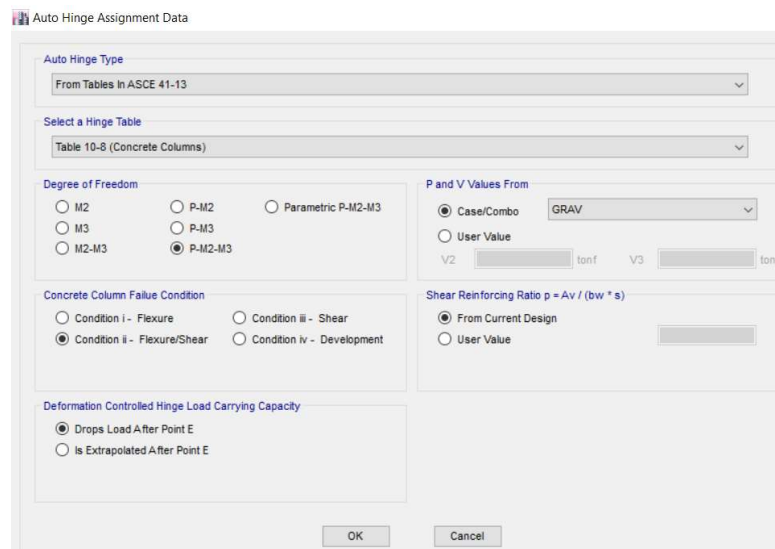 Auto Hinge Assignment Data
Auto Hinge Type
From Tables In ASCE 41-13
Select a Hinge Table
Table 10-8 (Concrete Columns)
Degree of Freedom
M2 P-M2 Parametric P-M2-M3
M3 P-M3
M2-M3 P-M2-M3
P and V Values From
Case/Combo GRAV
User Value
V2 tonf V3 ton
Concrete Column Failue Condition
Condition i - Flexure Condition iii - Shear
Condition ii - Flexure/Shear Condition iv - Development
Shear Reinforcing Ratio p = Av / (bw * s)
From Current Design
User Value
Deformation Controlled Hinge Load Carrying Capacity
Drops Load After Point E
Is Extrapolated After Point E
OK Cancel